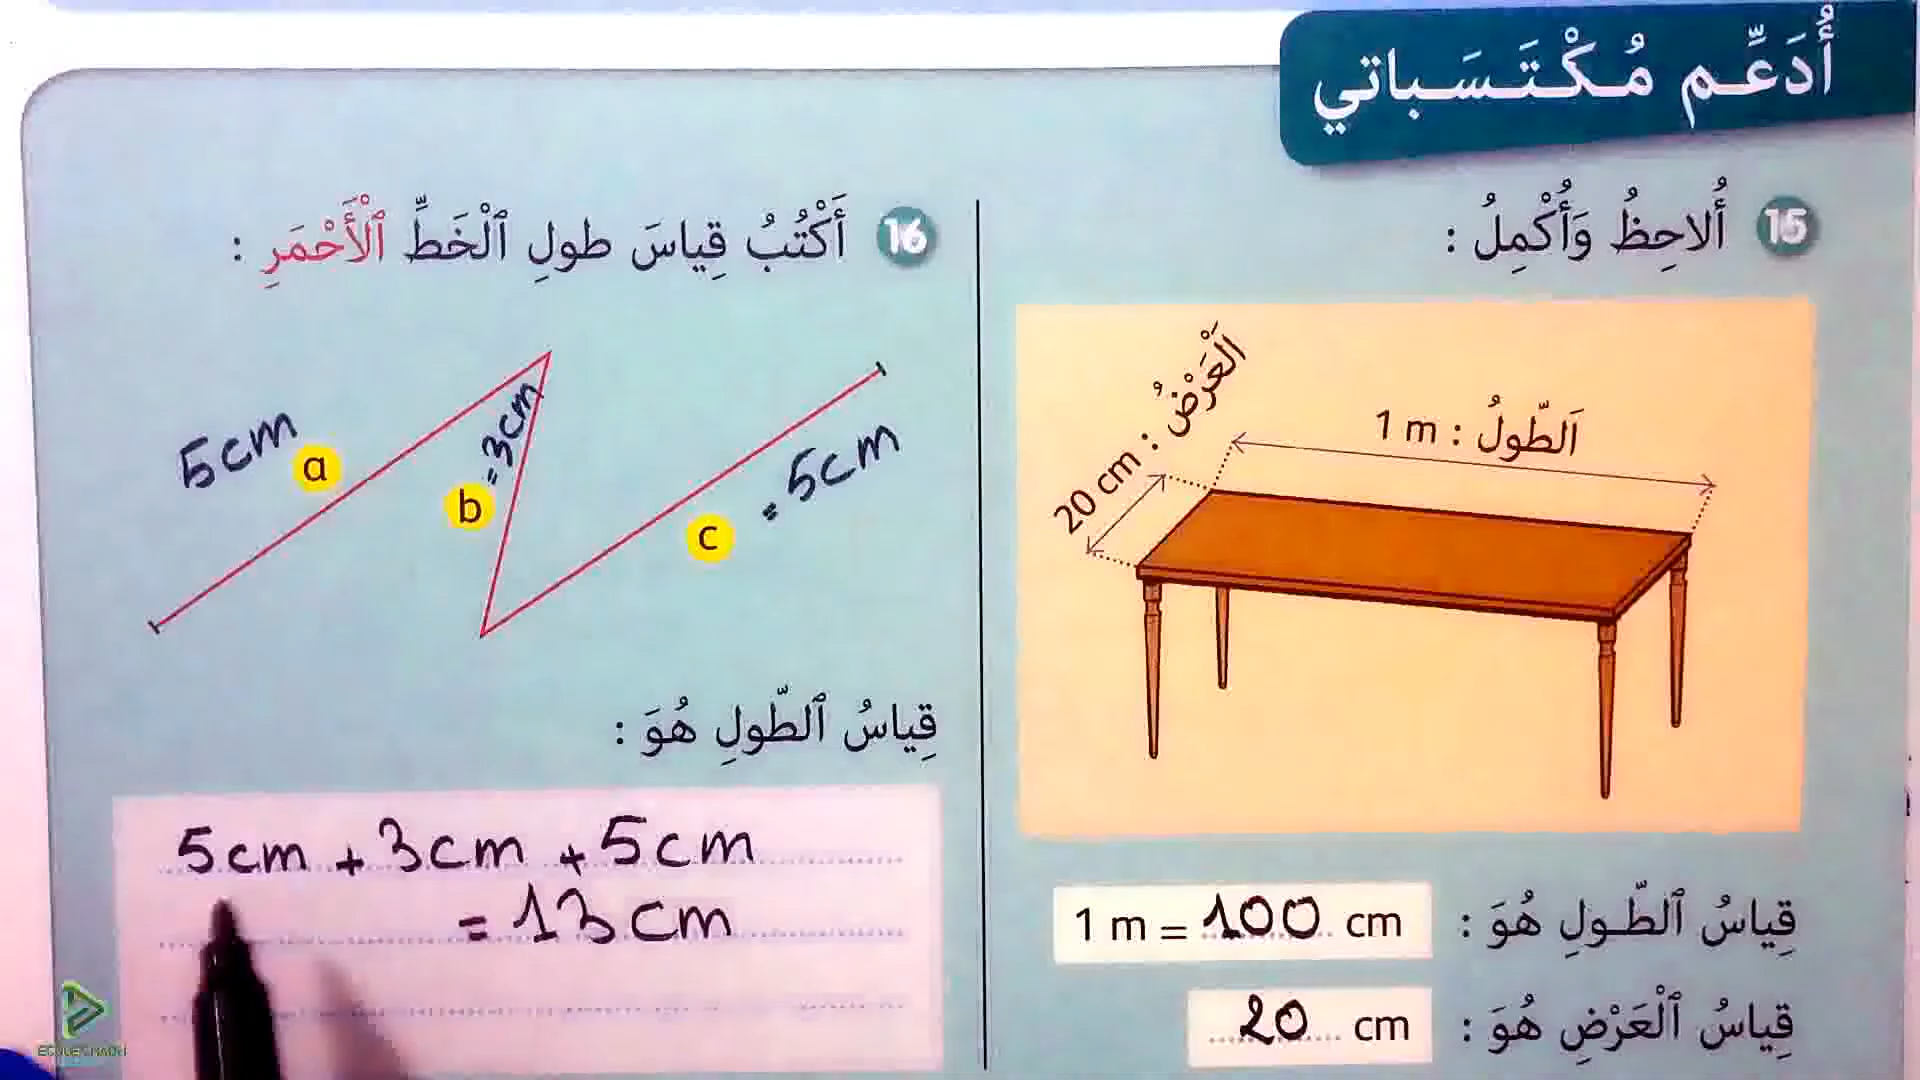 أُدَعِّم مُكْتَسَباتي
15 أُلاحِظُ وَأُكْمِلُ :
اَلْعَرْضُ : 20 cm
اَلطّولُ : 1 m
قِياسُ ٱلطّولِ هُوَ : 1 m = 100 cm
قِياسُ ٱلْعَرْضِ هُوَ : 20 cm
16 أَكْتُبُ قِياسَ طولِ ٱلْخَطِّ ٱلْأَحْمَرِ :
5cm
a
b = 3cm
c = 5cm
قِياسُ ٱلطّولِ هُوَ :
5cm + 3cm + 5cm
= 13cm